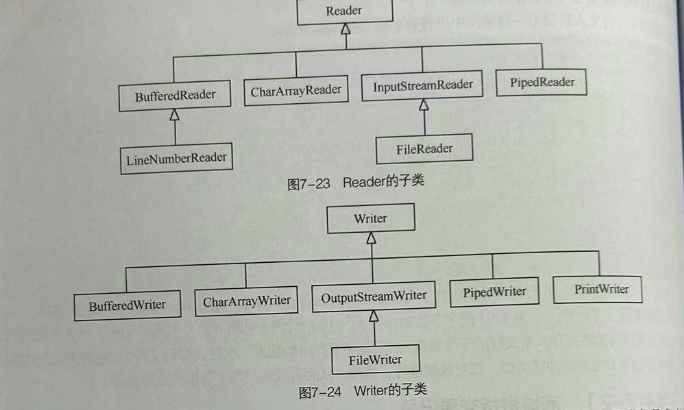 Reader
BufferedReader
CharArrayReader
InputStreamReader
PipedReader
LineNumberReader
FileReader
图7-23 Reader的子类
Writer
BufferedWriter
CharArrayWriter
OutputStreamWriter
PipedWriter
PrintWriter
FileWriter
图7-24 Writer的子类